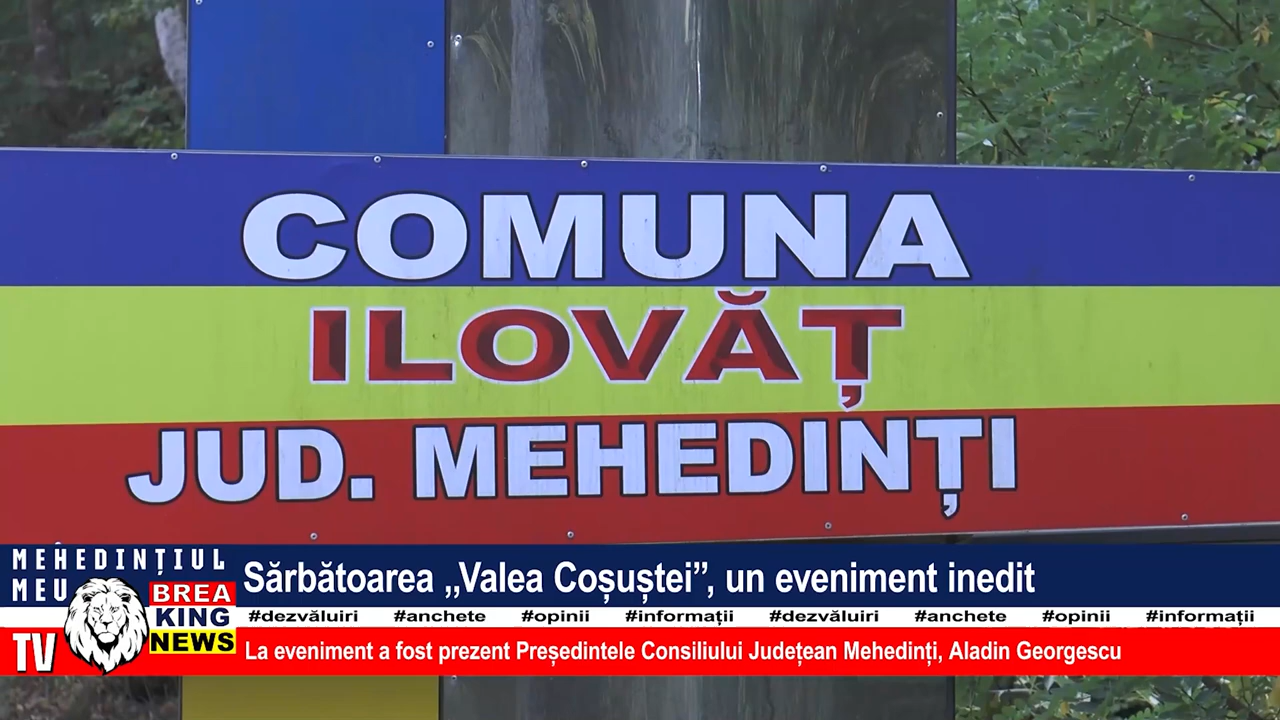 COMUNA
ILOVĂȚ
JUD. MEHEDINȚI
MEHEDINȚIUL
MEU
TV
BREA
KING
NEWS
Sărbătoarea ,,Valea Coșuștei”, un eveniment inedit
#dezvăluiri #anchete #opinii #informații #dezvăluiri #anchete #opinii #informații
La eveniment a fost prezent Președintele Consiliului Județean Mehedinți, Aladin Georgescu